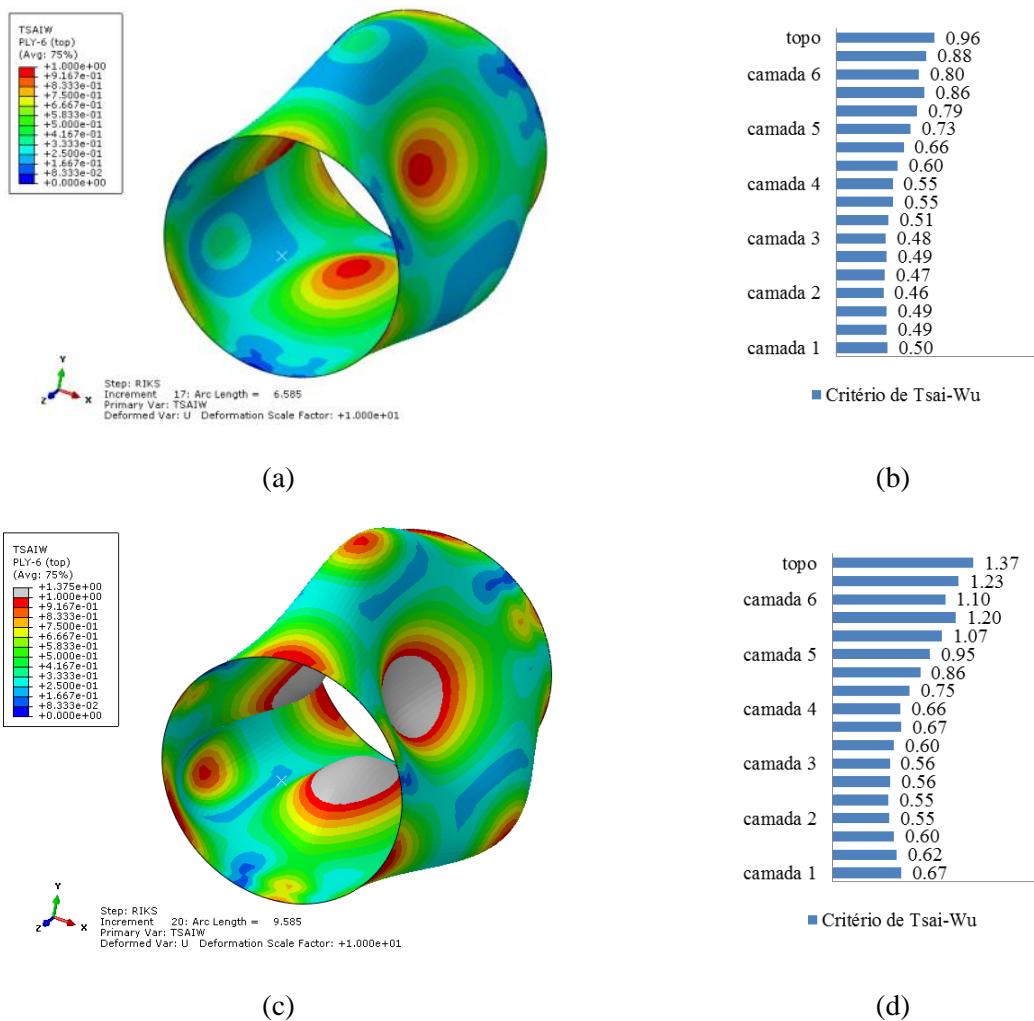 TSAIW
PLY-6 (top)
(Avg: 75%)
+1.000e+00
+9.167e-01
+8.333e-01
+7.500e-01
+6.667e-01
+5.833e-01
+5.000e-01
+4.167e-01
+3.333e-01
+2.500e-01
+1.667e-01
+8.333e-02
+0.000e+00
Y
Z X
Step: RIKS
Increment 17: Arc Length = 6.585
Primary Var: TSAIW
Deformed Var: U Deformation Scale Factor: +1.000e+01
(a)
topo 0.96
0.88
camada 6 0.80
0.86
0.79
camada 5 0.73
0.66
0.60
camada 4 0.55
0.55
0.51
camada 3 0.48
0.49
0.47
camada 2 0.46
0.49
0.49
camada 1 0.50
Critério de Tsai-Wu
(b)
TSAIW
PLY-6 (top)
(Avg: 75%)
+1.375e+00
+1.000e+00
+9.167e-01
+8.333e-01
+7.500e-01
+6.667e-01
+5.833e-01
+5.000e-01
+4.167e-01
+3.333e-01
+2.500e-01
+1.667e-01
+8.333e-02
+0.000e+00
Y
Z X
Step: RIKS
Increment 20: Arc Length = 9.585
Primary Var: TSAIW
Deformed Var: U Deformation Scale Factor: +1.000e+01
(c)
topo 1.37
1.23
camada 6 1.10
1.20
1.07
camada 5 0.95
0.86
0.75
camada 4 0.66
0.67
0.60
camada 3 0.56
0.56
0.55
camada 2 0.55
0.60
0.62
camada 1 0.67
Critério de Tsai-Wu
(d)